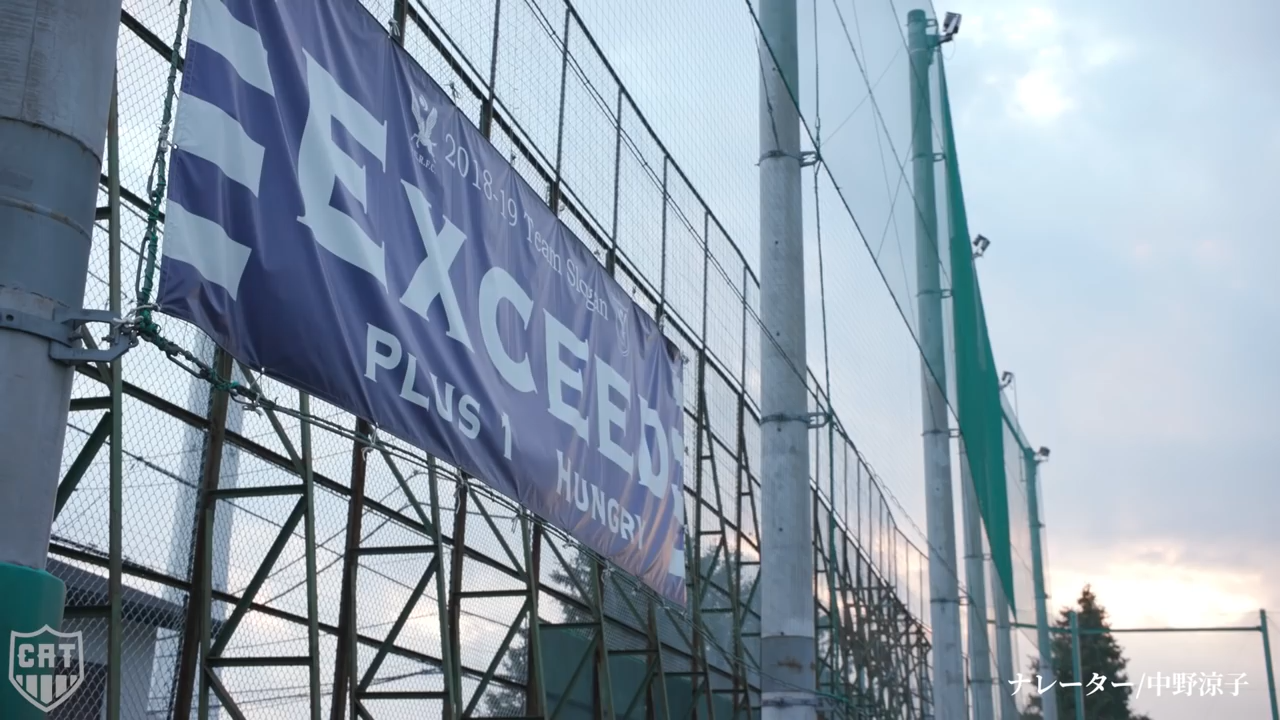 R.F.C.
2018-19 Team Slogan
EXCEED
PLUS 1 HUNGRY
CRT
ナレーター/中野涼子